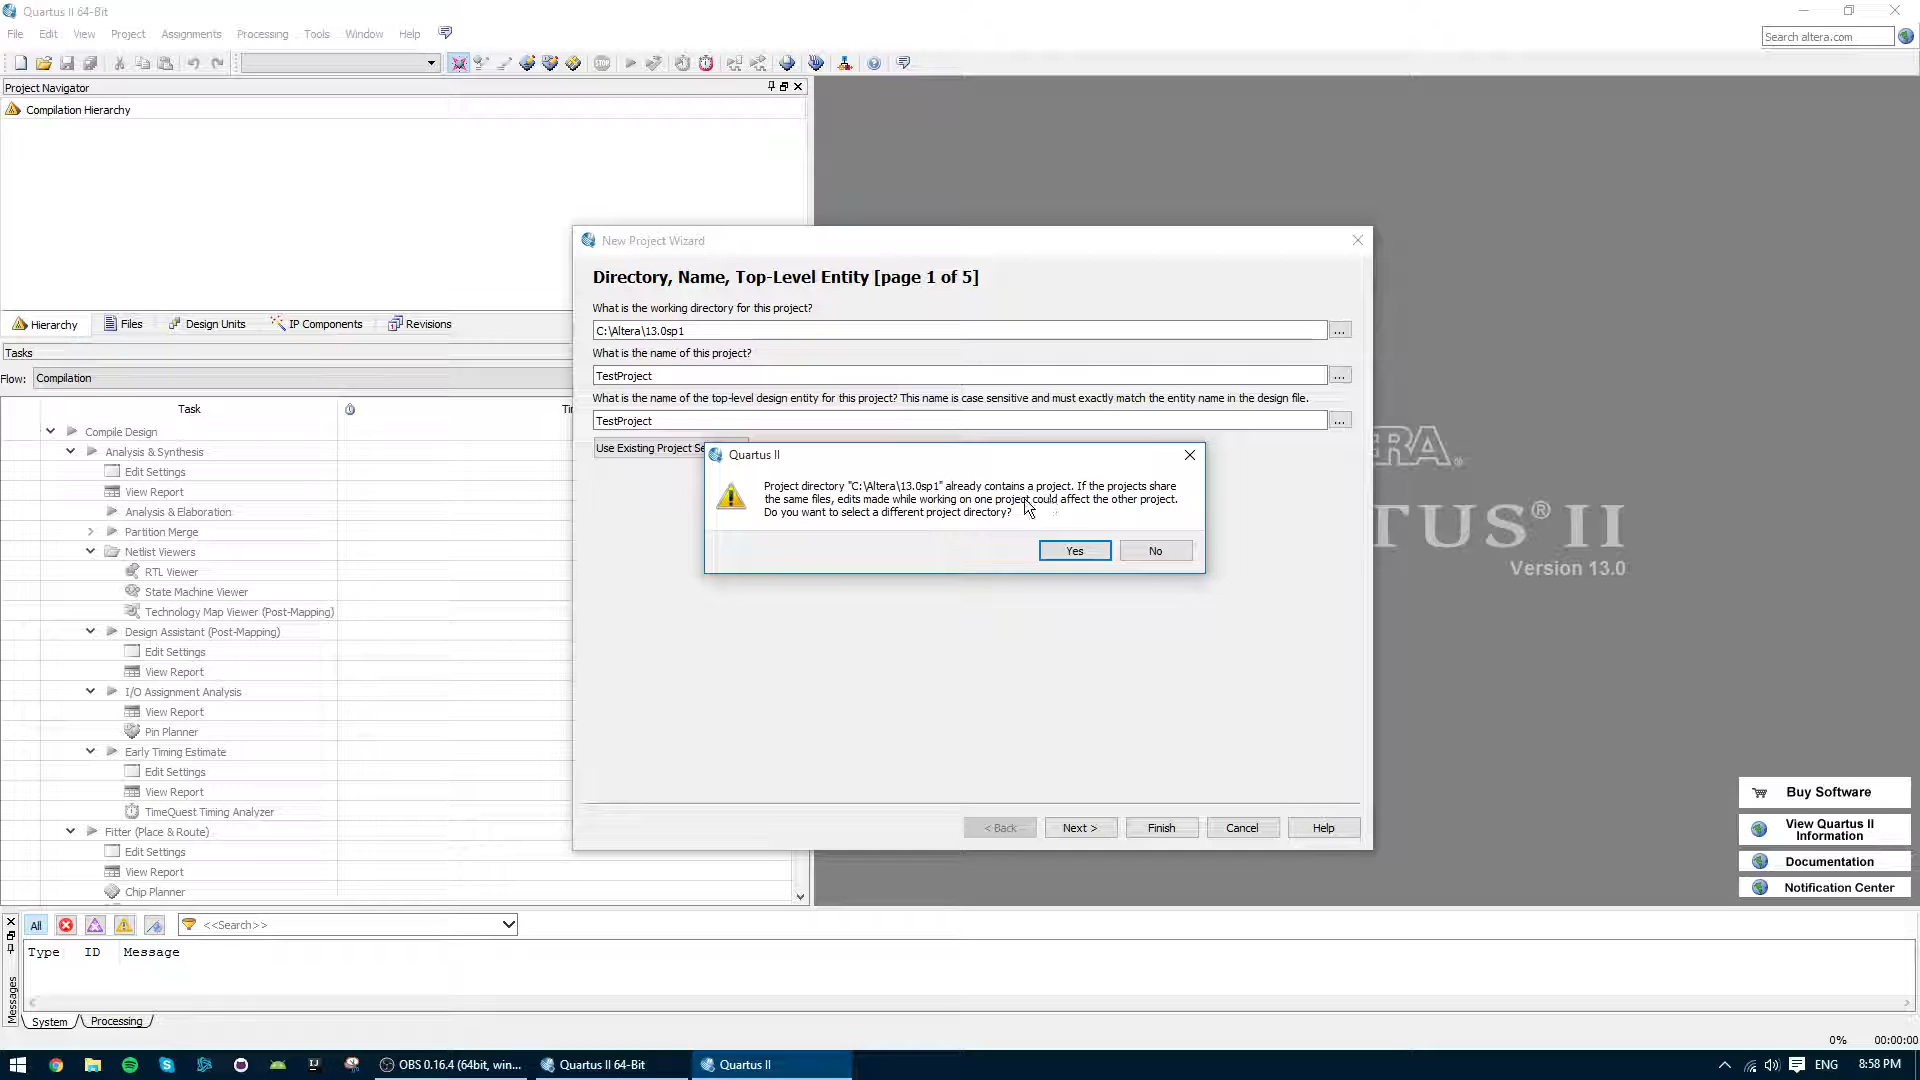 Quartus II 64-Bit
File Edit View Project Assignments Processing Tools Window Help
Search altera.com
Project Navigator
Compilation Hierarchy
Hierarchy Files Design Units IP Components Revisions
Tasks
Flow: Compilation
Task
Compile Design
Analysis & Synthesis
Edit Settings
View Report
Analysis & Elaboration
Partition Merge
Netlist Viewers
RTL Viewer
State Machine Viewer
Technology Map Viewer (Post-Mapping)
Design Assistant (Post-Mapping)
Edit Settings
View Report
I/O Assignment Analysis
View Report
Pin Planner
Early Timing Estimate
Edit Settings
View Report
TimeQuest Timing Analyzer
Fitter (Place & Route)
Edit Settings
View Report
Chip Planner
New Project Wizard
Directory, Name, Top-Level Entity [page 1 of 5]
What is the working directory for this project?
C:\Altera\13.0sp1
...
What is the name of this project?
TestProject
...
What is the name of the top-level design entity for this project? This name is case sensitive and must exactly match the entity name in the design file.
TestProject
...
Use Existing Project Se
Quartus II
Project directory "C:\Altera\13.0sp1" already contains a project. If the projects share
the same files, edits made while working on one project could affect the other project.
Do you want to select a different project directory?
Yes No
< Back Next > Finish Cancel Help
ERA®
TUS® II
Version 13.0
Buy Software
View Quartus II
Information
Documentation
Notification Center
All
<<Search>>
Type ID Message
Messages
System Processing
0% 00:00:00
OBS 0.16.4 (64bit, win...
Quartus II 64-Bit
Quartus II
ENG
8:58 PM